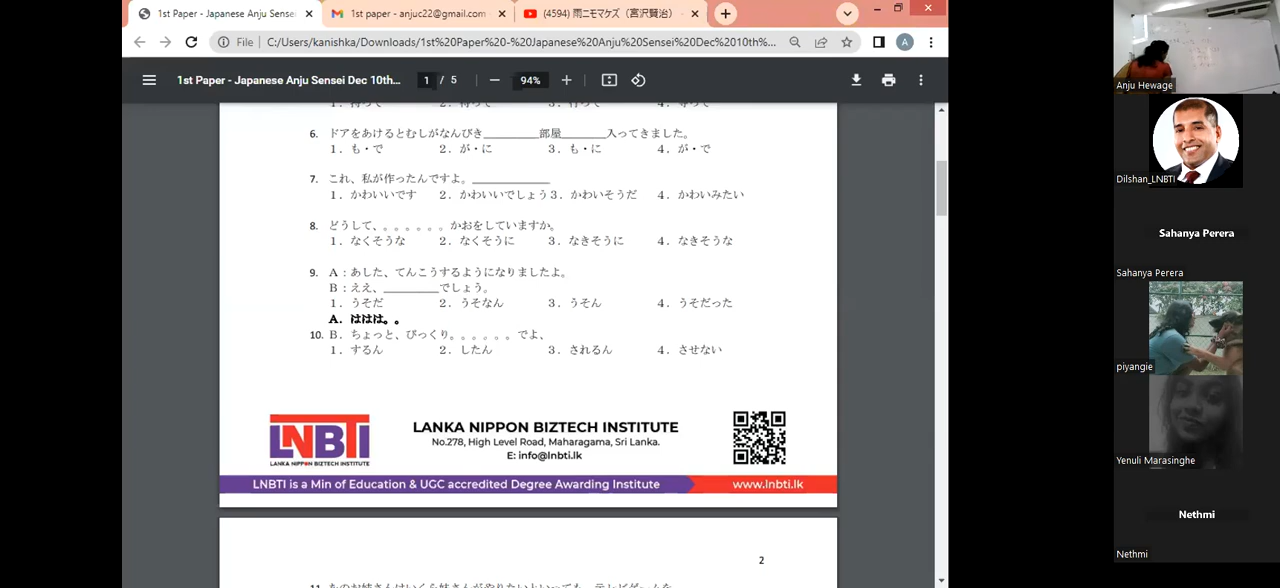 1st Paper - Japanese Anju Sensei
1st paper - anjuc22@gmail.com
(4594) 雨ニモマケズ（宮沢賢治）
File
C:/Users/kanishka/Downloads/1st%20Paper%20-%20Japanese%20Anju%20Sensei%20Dec%2010th%...
A
1st Paper - Japanese Anju Sensei Dec 10th...
1 / 5
94%
6. ドアをあけるとむしがなんびき_________部屋_______入ってきました。
1．も・で 2．が・に 3．も・に 4．が・で
7. これ、私が作ったんですよ。____________
1．かわいいです 2．かわいいでしょう 3．かわいそうだ 4．かわいみたい
8. どうして、。。。。。。かおをしていますか。
1．なくそうな 2．なくそうに 3．なきそうに 4．なきそうな
9. A：あした、てんこうするようになりましたよ。
B：ええ、_________でしょう。
1．うそだ 2．うそなん 3．うそん 4．うそだった
A. ははは。。
10. B．ちょっと、びっくり。。。。。。でよ、
1．するん 2．したん 3．されるん 4．させない
LNBTI
LANKA NIPPON BIZTECH INSTITUTE
LANKA NIPPON BIZTECH INSTITUTE
No.278, High Level Road, Maharagama, Sri Lanka.
E: info@lnbti.lk
LNBTI is a Min of Education & UGC accredited Degree Awarding Institute
www.lnbti.lk
2
Anju Hewage
Dilshan_LNBTI
Sahanya Perera
Sahanya Perera
piyangie
Yenuli Marasinghe
Nethmi
Nethmi